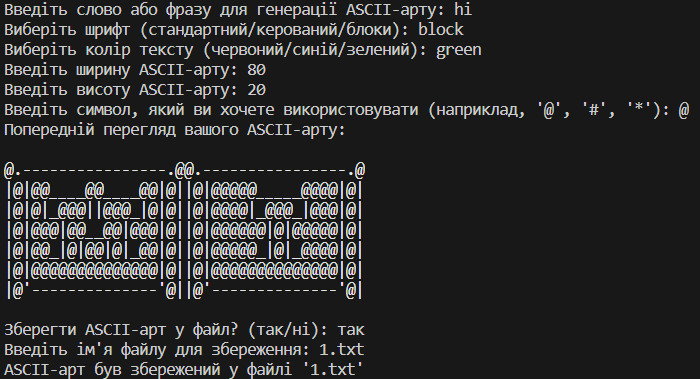 Введіть слово або фразу для генерації ASCII-арту: hi
Виберіть шрифт (стандартний/керований/блоки): block
Виберіть колір тексту (червоний/синій/зелений): green
Введіть ширину ASCII-арту: 80
Введіть висоту ASCII-арту: 20
Введіть символ, який ви хочете використовувати (наприклад, '@', '#', '*'): @
Попередній перегляд вашого ASCII-арту:
@.----------------.@@.----------------.@
|@|@@____@@____@@|@||@|@@@@@_____@@@@|@|
|@|@|_@@@||@@@_|@|@||@|@@@@|_@@@_|@@@|@|
|@|@@@|@@__@@|@@@|@||@|@@@@@@|@|@@@@@|@|
|@|@@_|@|@@|@|_@@|@||@|@@@@@_|@|_@@@@|@|
|@|@@@@@@@@@@@@@@|@||@|@@@@@@@@@@@@@@|@|
|@'--------------'@||@'--------------'@|
Зберегти ASCII-арт у файл? (так/ні): так
Введіть ім'я файлу для збереження: 1.txt
ASCII-арт був збережений у файлі '1.txt'